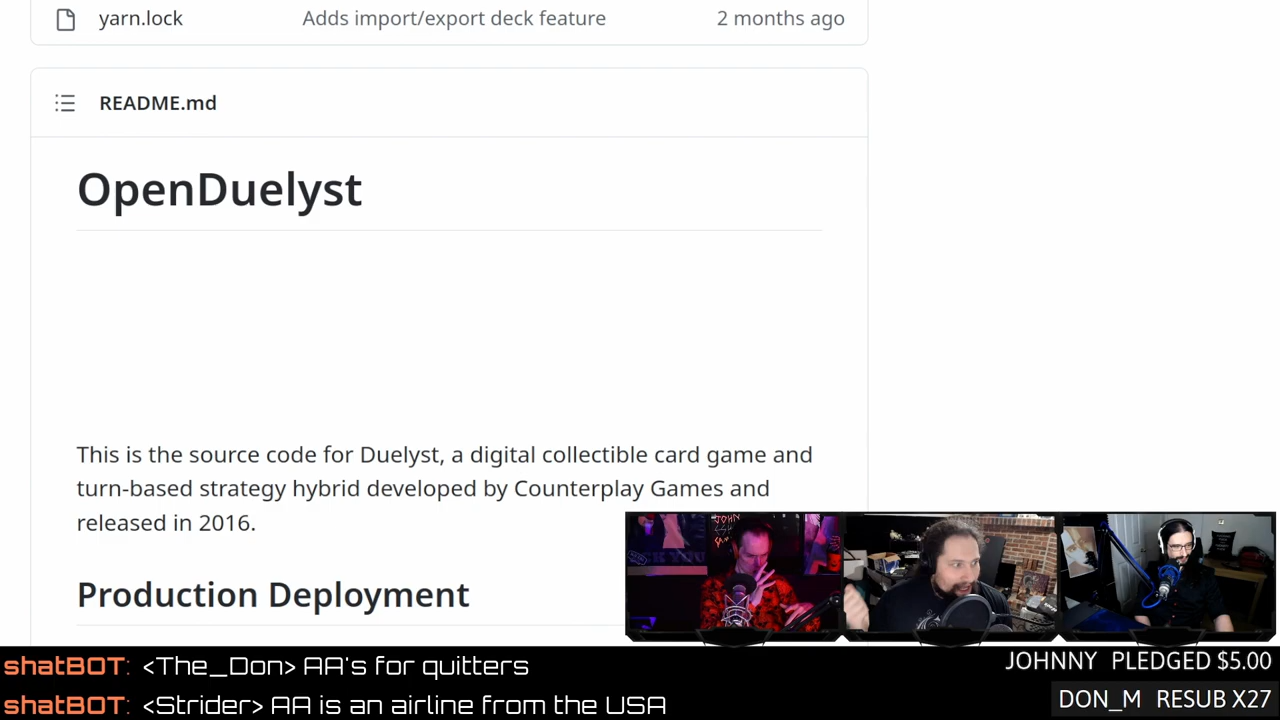 yarn.lock Adds import/export deck feature 2 months ago
README.md
OpenDuelyst
This is the source code for Duelyst, a digital collectible card game and
turn-based strategy hybrid developed by Counterplay Games and
released in 2016.
Production Deployment
shatBOT: <The_Don> AA's for quitters
shatBOT: <Strider> AA is an airline from the USA
JOHNNY PLEDGED $5.00
DON_M RESUB X27